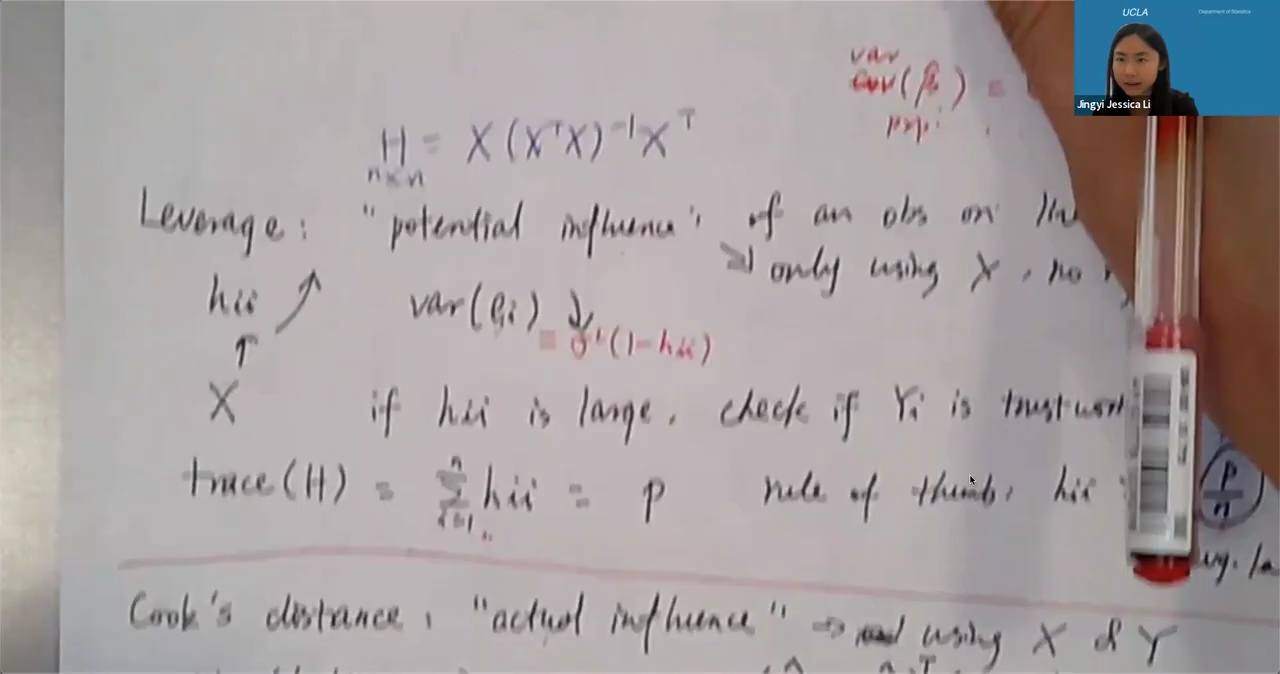 UCLA
Department of Statistics
Jingyi Jessica Li
var
Cov(β̂) =
p×p
H = X(XᵀX)⁻¹Xᵀ
n×n
Leverage: "potential influence" of an obs on
only using X, no
hii
var(ei) ↓
= σ²(1-hii)
X if hii is large, check if Yi is
trace(H) = Σⁿᵢ₌₁ hii = p rule of thumb: hii p/n
Cook's distance: "actual influence" → using X & Y